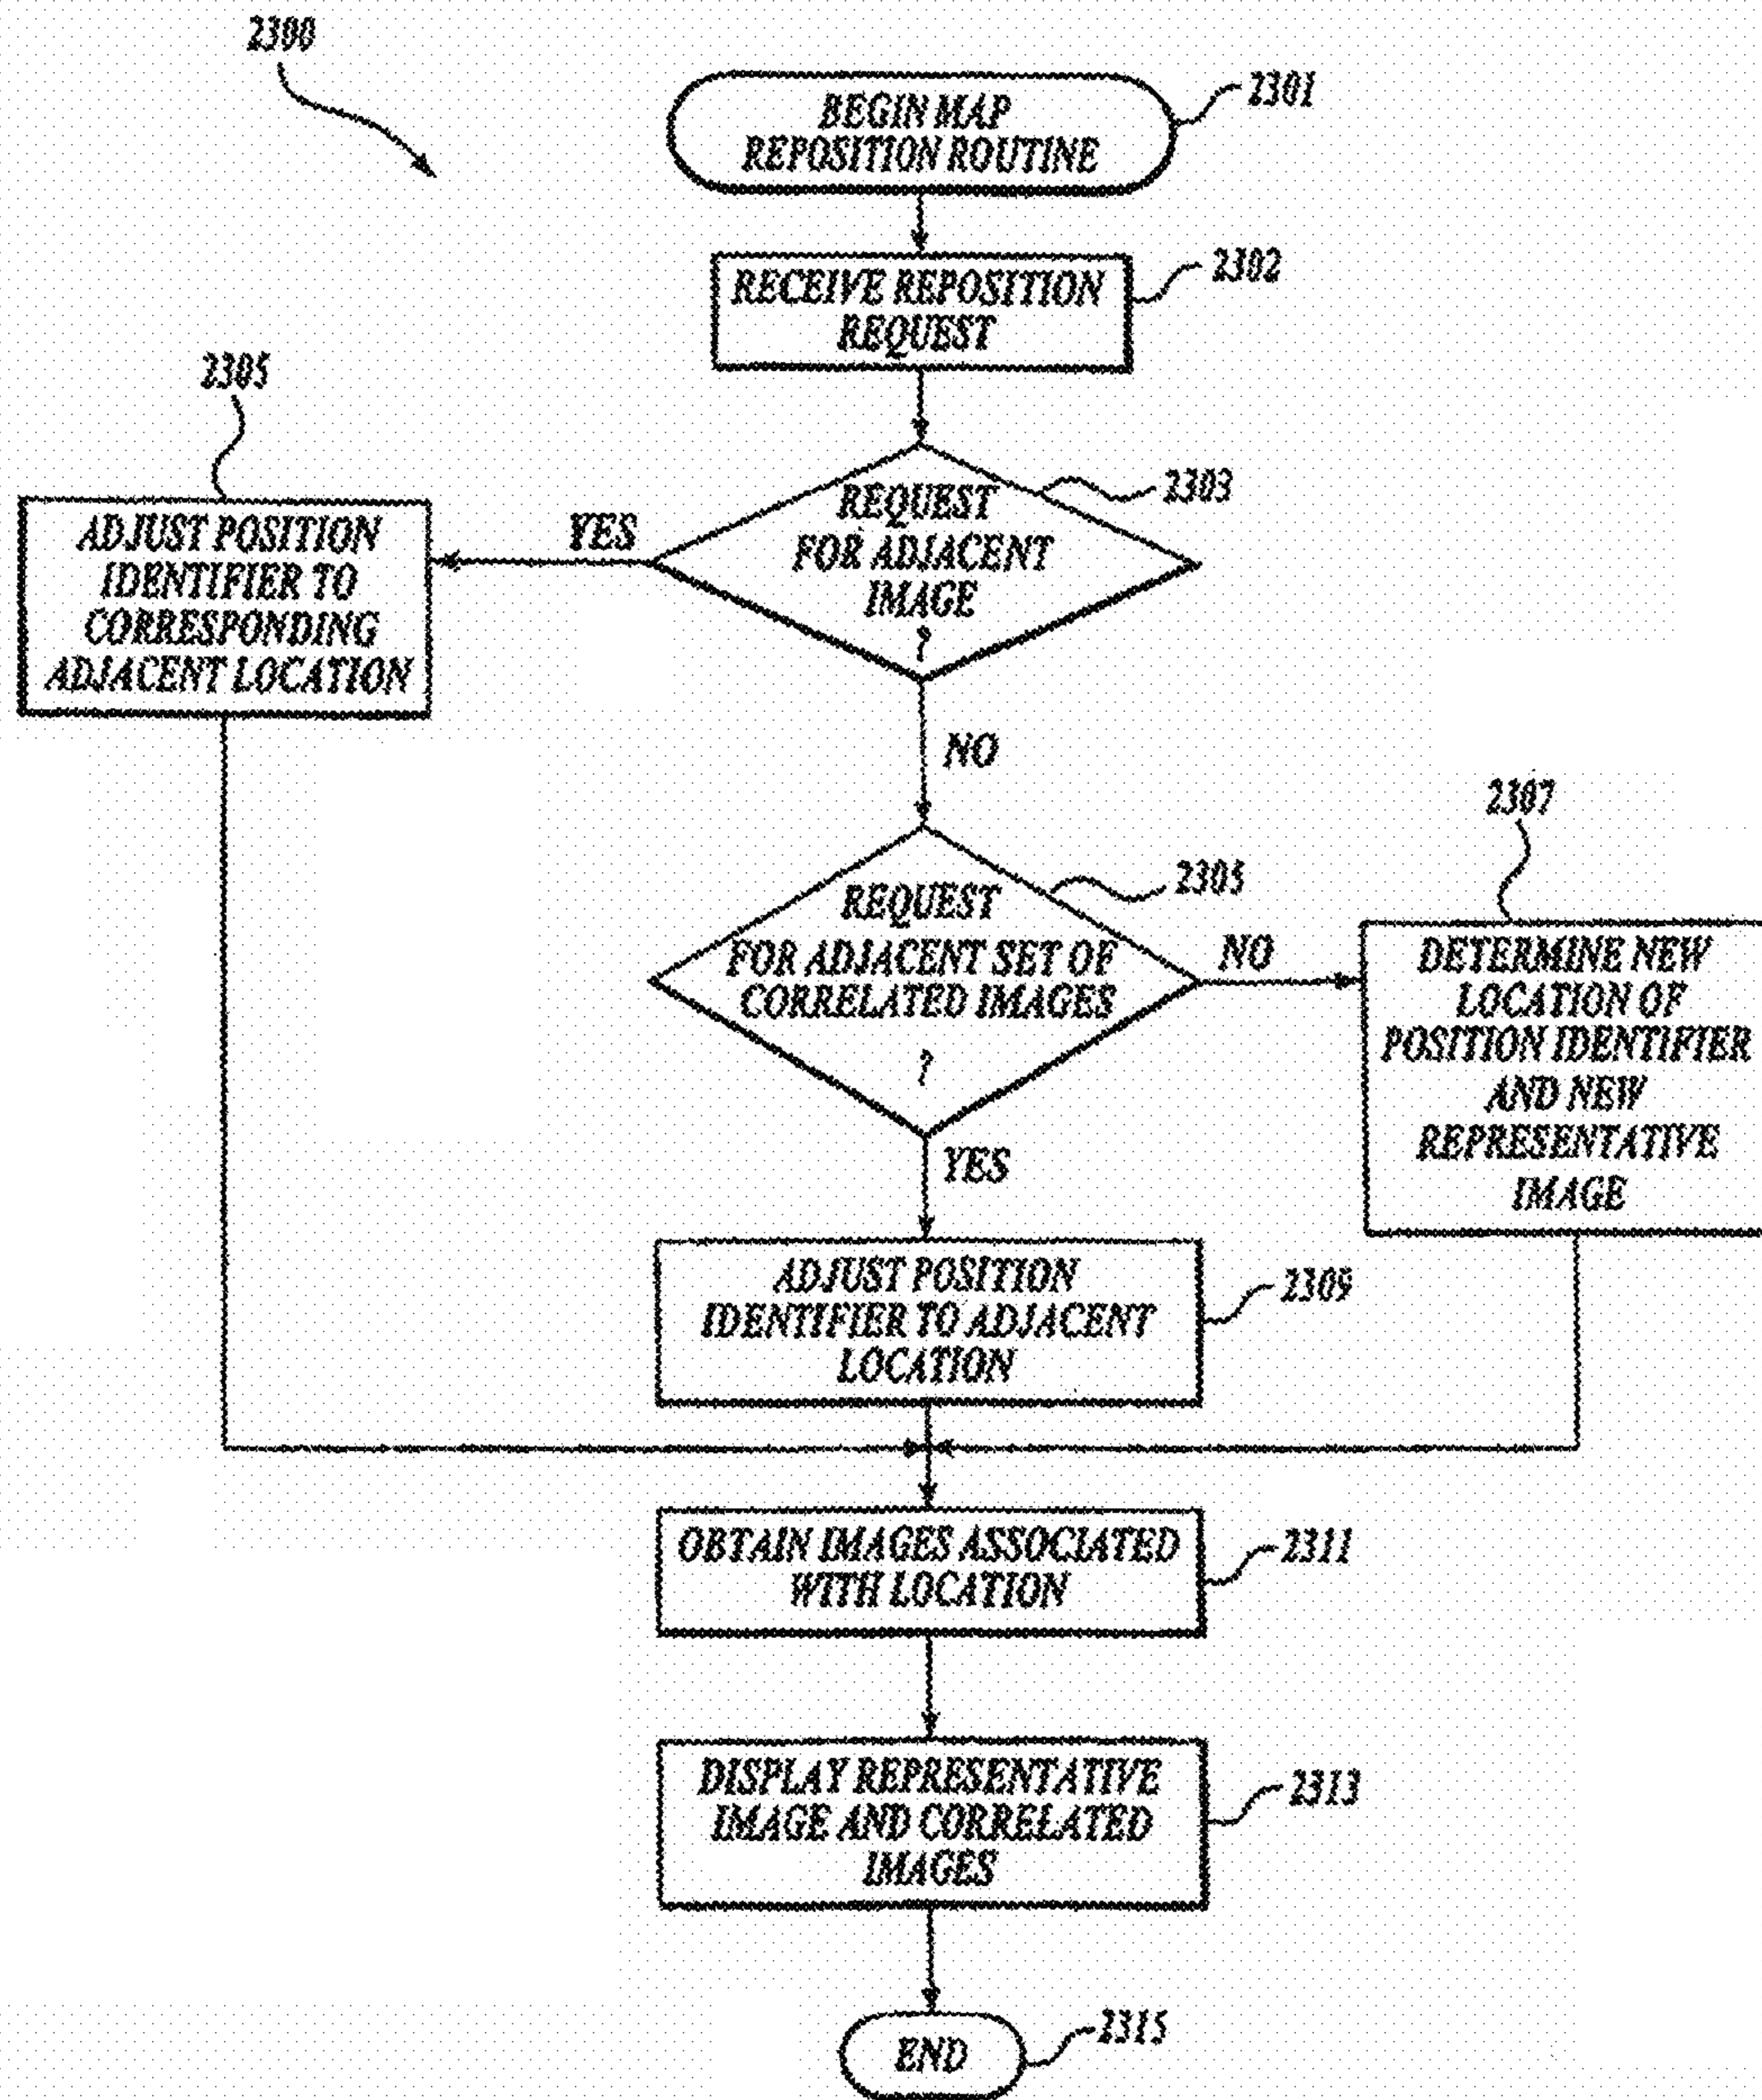 2300
BEGIN MAP
REPOSITION ROUTINE
2301
RECEIVE REPOSITION
REQUEST
2302
2305
ADJUST POSITION
IDENTIFIER TO
CORRESPONDING
ADJACENT LOCATION
YES
REQUEST
FOR ADJACENT
IMAGE
?
2303
NO
2305
REQUEST
FOR ADJACENT SET OF
CORRELATED IMAGES
?
NO
2307
DETERMINE NEW
LOCATION OF
POSITION IDENTIFIER
AND NEW
REPRESENTATIVE
IMAGE
YES
ADJUST POSITION
IDENTIFIER TO ADJACENT
LOCATION
2309
OBTAIN IMAGES ASSOCIATED
WITH LOCATION
2311
DISPLAY REPRESENTATIVE
IMAGE AND CORRELATED
IMAGES
2313
END
2315